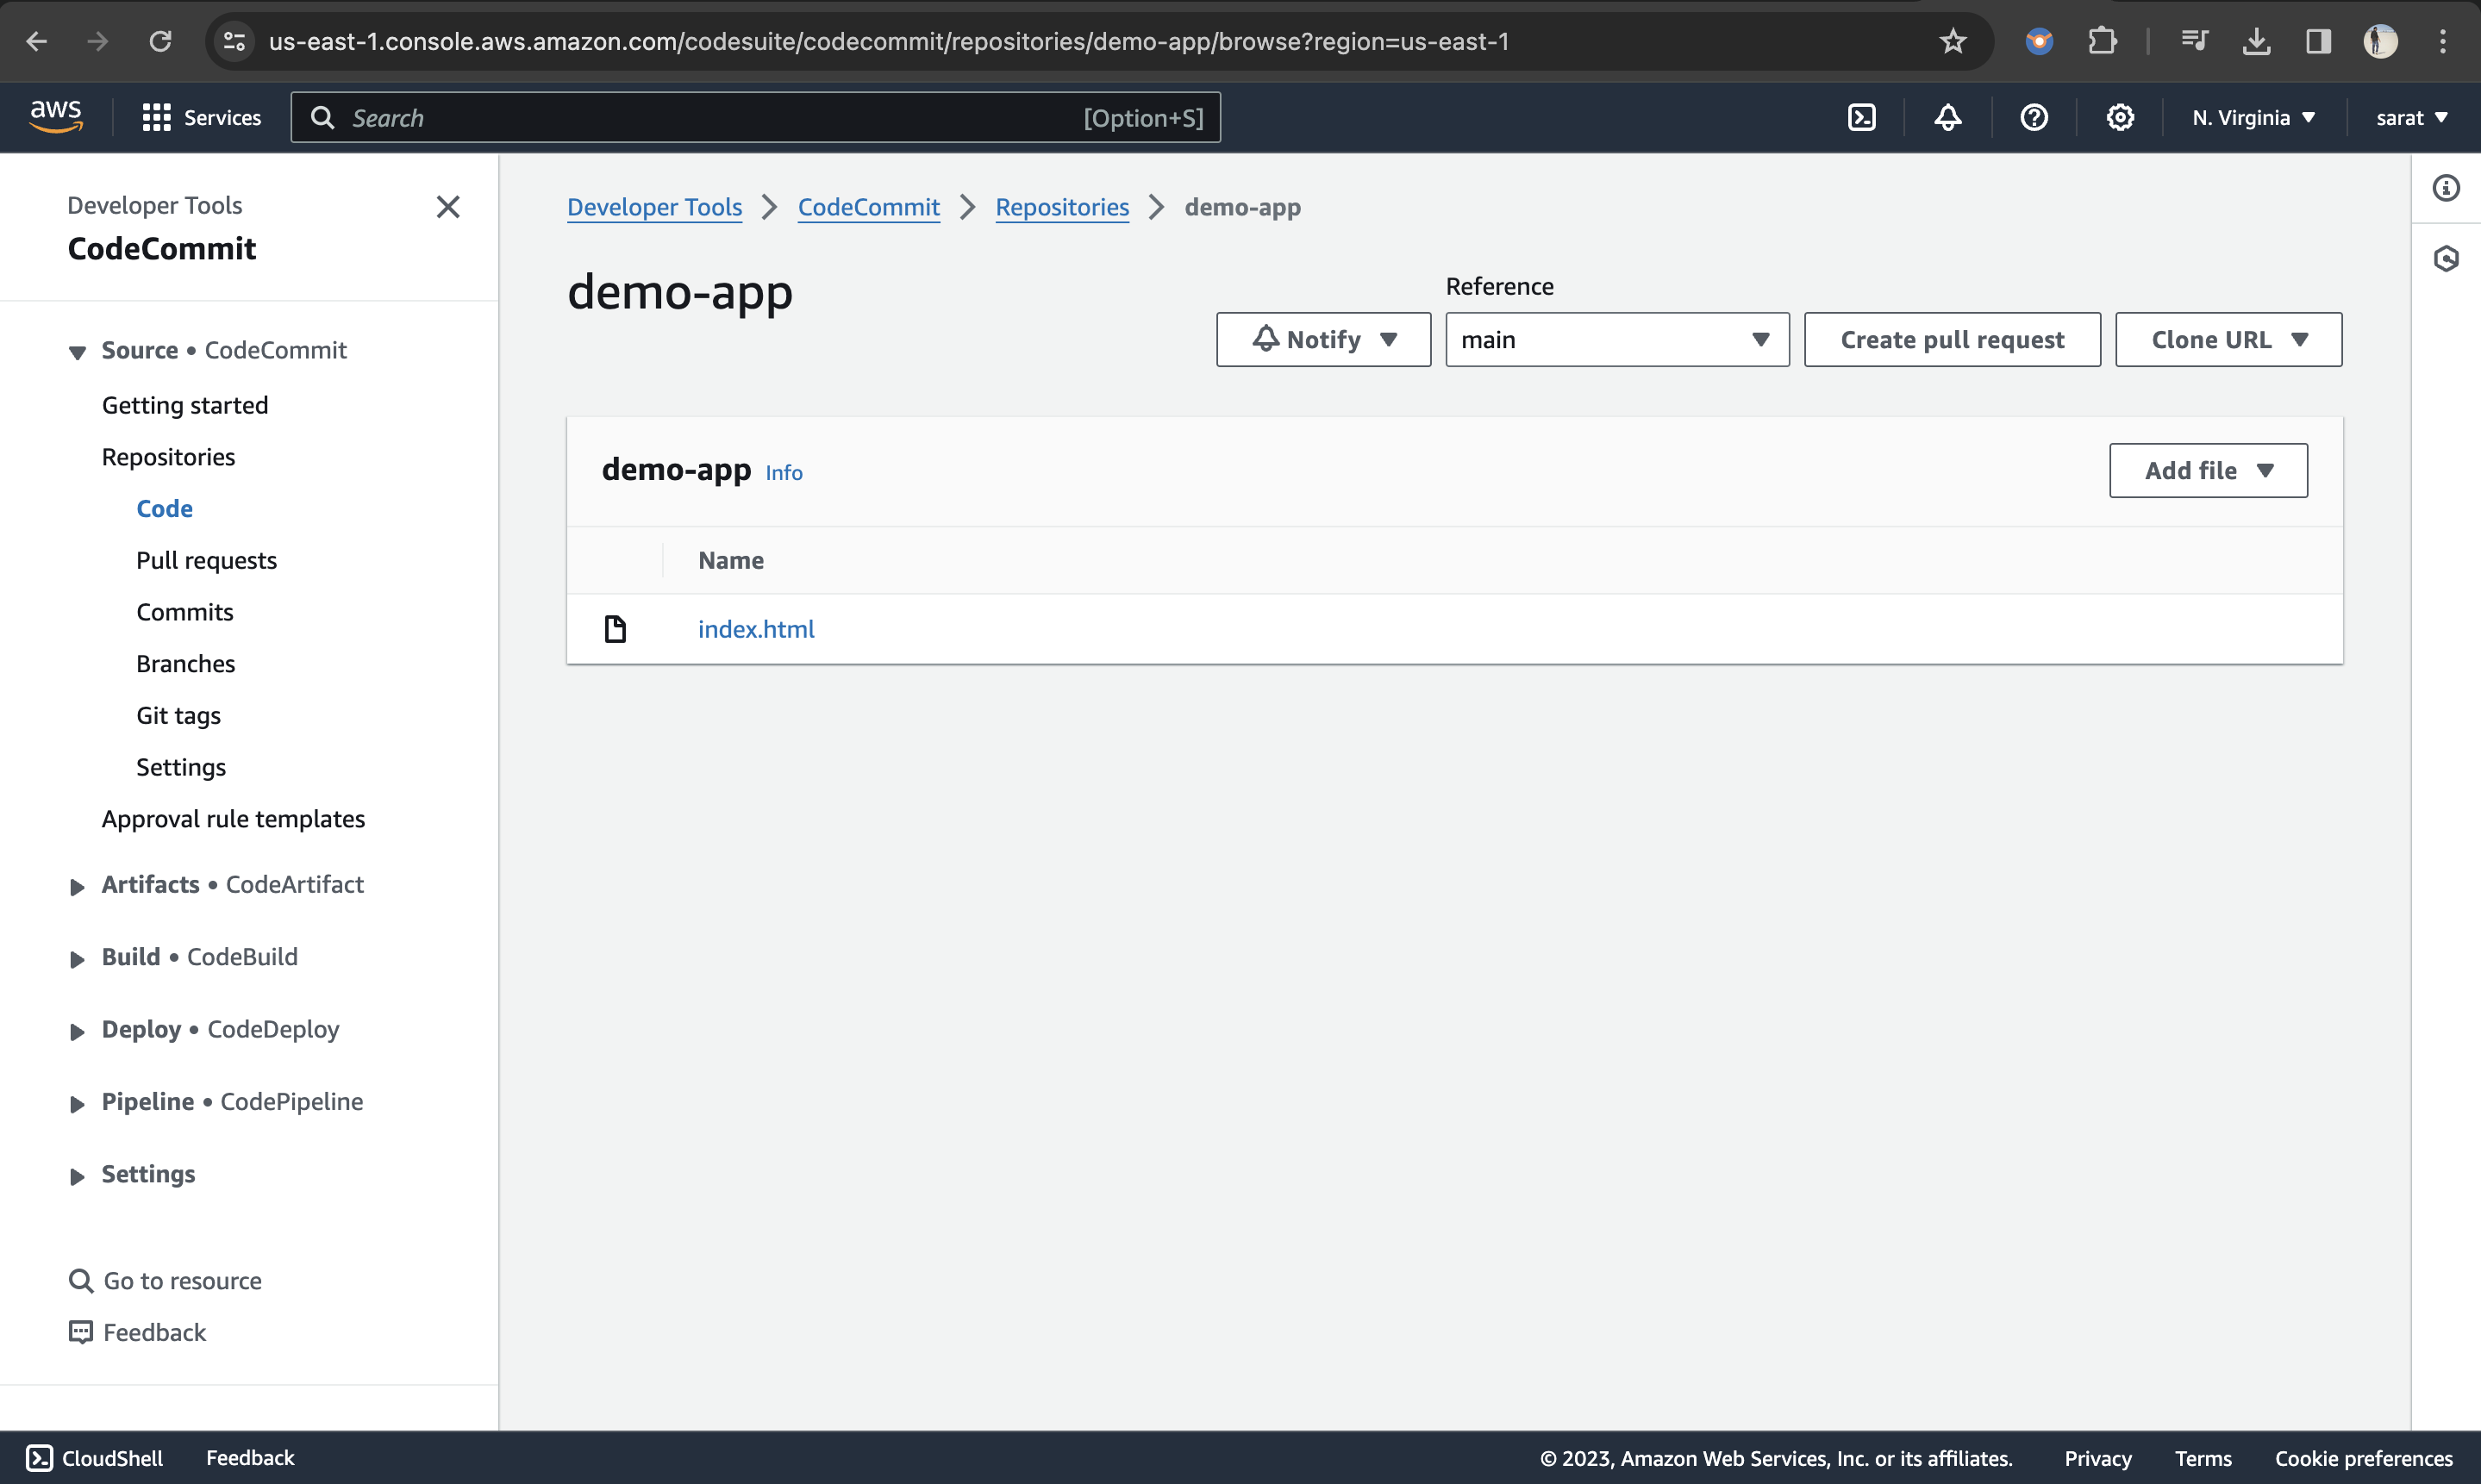 us-east-1.console.aws.amazon.com/codesuite/codecommit/repositories/demo-app/browse?region=us-east-1
aws
Services
Search
[Option+S]
N. Virginia
sarat
Developer Tools
CodeCommit
Source • CodeCommit
Getting started
Repositories
Code
Pull requests
Commits
Branches
Git tags
Settings
Approval rule templates
Artifacts • CodeArtifact
Build • CodeBuild
Deploy • CodeDeploy
Pipeline • CodePipeline
Settings
Go to resource
Feedback
Developer Tools > CodeCommit > Repositories > demo-app
demo-app
Reference
Notify
main
Create pull request
Clone URL
demo-app Info
Add file
Name
index.html
CloudShell
Feedback
© 2023, Amazon Web Services, Inc. or its affiliates.
Privacy
Terms
Cookie preferences